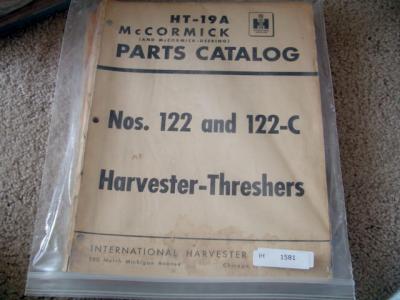 HT-19A
McCORMICK
(AND McCORMICK-DEERING)
PARTS CATALOG
Nos. 122 and 122-C
Harvester-Threshers
INTERNATIONAL HARVESTER
180 North Michigan Avenue
Chicago
IH 1581